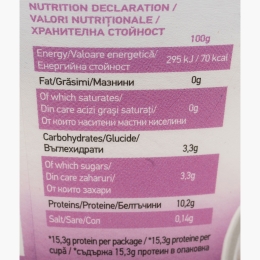 NUTRITION DECLARATION /
VALORI NUTRIȚIONALE /
ХРАНИТЕЛНА СТОЙНОСТ
100g
Energy/Valoare energetică/
Енергийна стойност
295 kJ / 70 kcal
Fat/Grăsimi/Мазнини 0g
Of which saturates/
Din care acizi grași saturați/
От които наситени мастни киселини
0g
Carbohydrates/Glucide/
Въглехидрати
3,3g
Of which sugars/
Din care zaharuri/
От които захари
3,3g
Proteins/Proteine/Белтъчини 10,2g
Salt/Sare/Сол 0,14g
*15,3g protein per package / *15,3g proteine per
cupă / *съдържа 15,3g протеин в опаковка